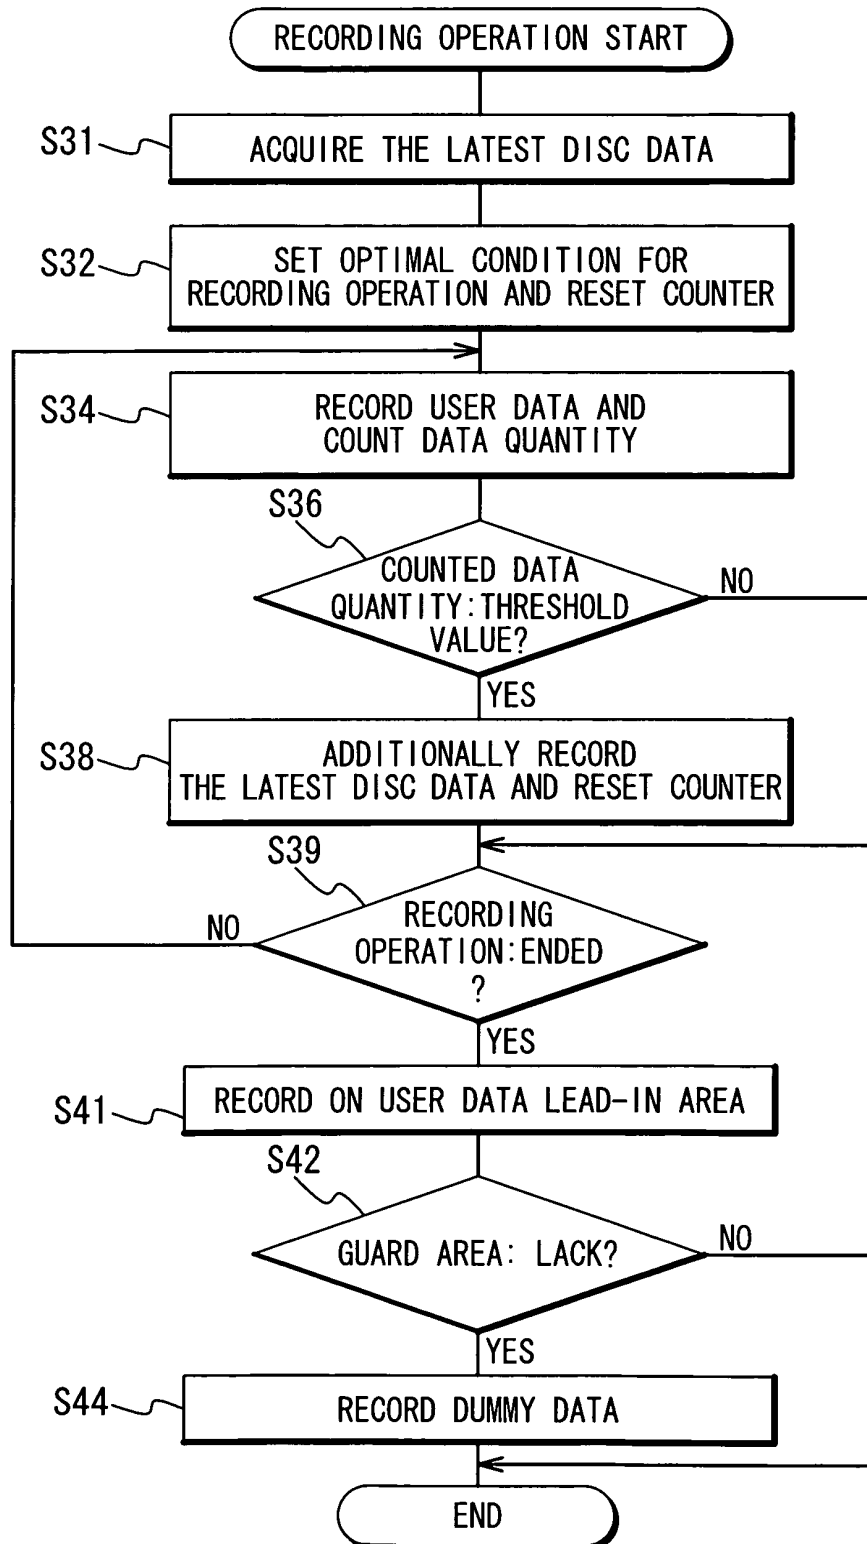 RECORDING OPERATION START
S31
ACQUIRE THE LATEST DISC DATA
S32
SET OPTIMAL CONDITION FOR
RECORDING OPERATION AND RESET COUNTER
S34
RECORD USER DATA AND
COUNT DATA QUANTITY
S36
COUNTED DATA
QUANTITY:THRESHOLD
VALUE?
NO
YES
S38
ADDITIONALLY RECORD
THE LATEST DISC DATA AND RESET COUNTER
S39
RECORDING
OPERATION:ENDED
?
NO
YES
S41
RECORD ON USER DATA LEAD-IN AREA
S42
GUARD AREA: LACK?
NO
YES
S44
RECORD DUMMY DATA
END